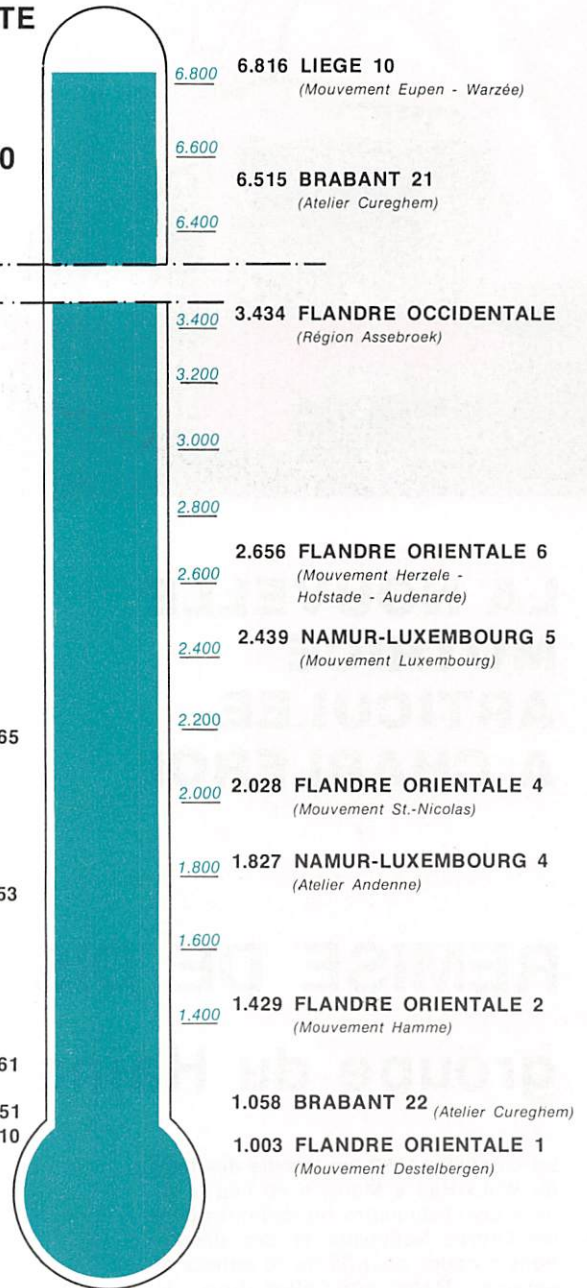 TE
6.800
6.816 LIEGE 10
(Mouvement Eupen - Warzée)
0
6.600
6.515 BRABANT 21
(Atelier Cureghem)
6.400
3.434 FLANDRE OCCIDENTALE
3.400
(Région Assebroek)
3.200
3.000
2.800
2.656 FLANDRE ORIENTALE 6
(Mouvement Herzele -
2.600
Hofstade - Audenarde)
2.439 NAMUR-LUXEMBOURG 5
2.400
(Mouvement Luxembourg)
2.200
65
2.028 FLANDRE ORIENTALE 4
2.000
(Mouvement St.-Nicolas)
1.827 NAMUR-LUXEMBOURG 4
1.800
(Atelier Andenne)
53
1.600
1.429 FLANDRE ORIENTALE 2
1.400
(Mouvement Hamme)
61
1.058 BRABANT 22 (Atelier Cureghem)
51
10
1.003 FLANDRE ORIENTALE 1
(Mouvement Destelbergen)